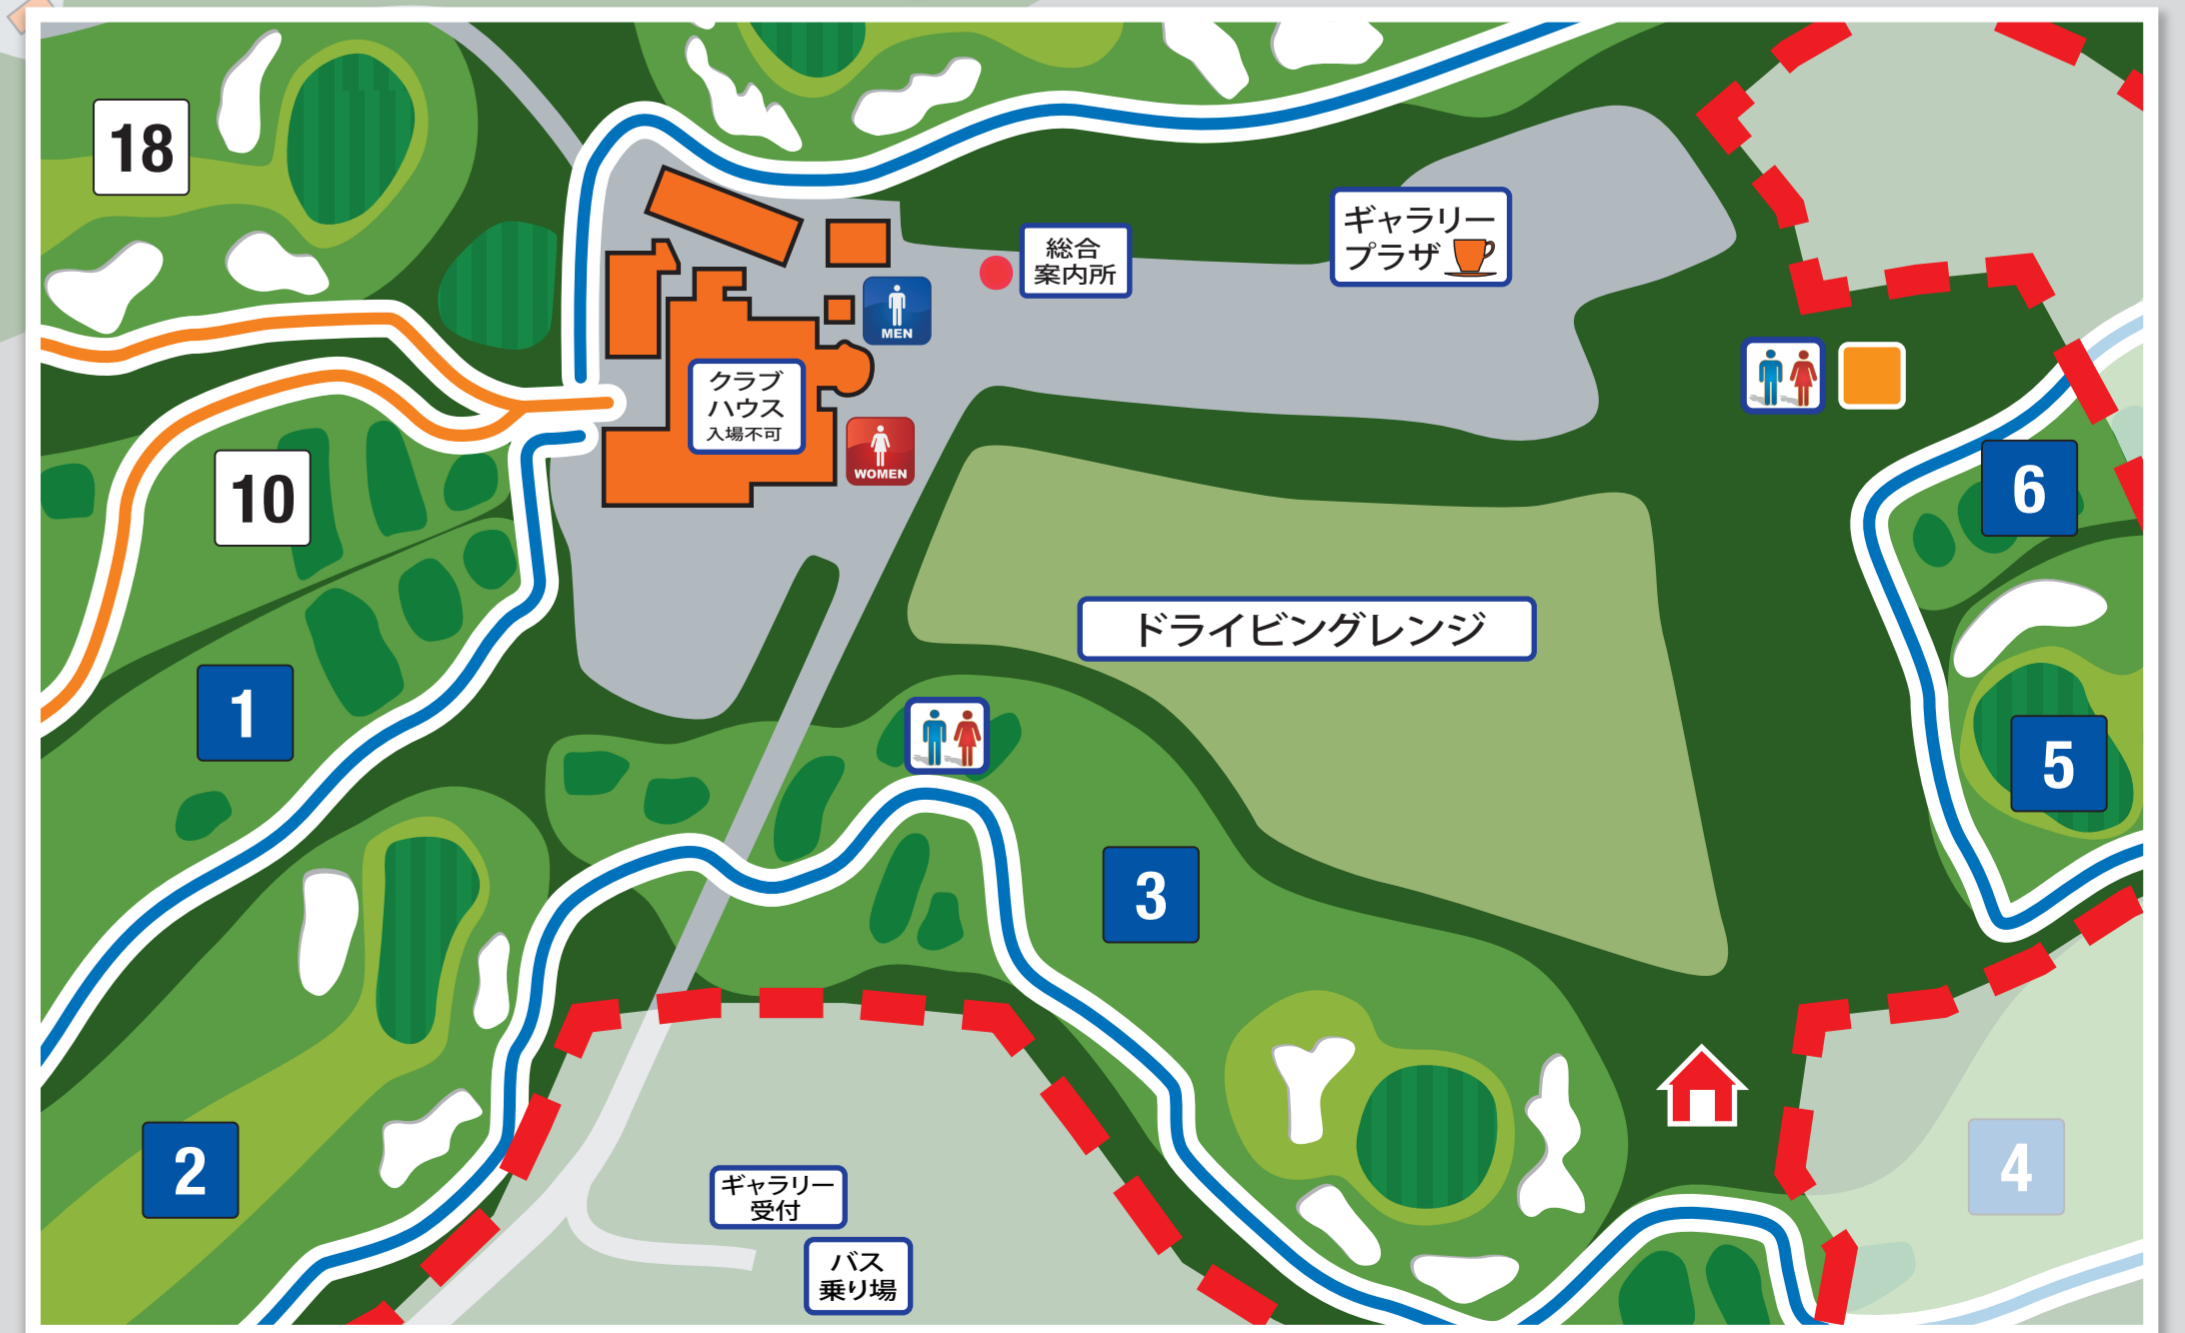 18
総合
案内所
ギャラリー
プラザ
MEN
クラブ
ハウス
入場不可
WOMEN
10
6
ドライビングレンジ
1
5
3
2
4
ギャラリー
受付
バス
乗り場